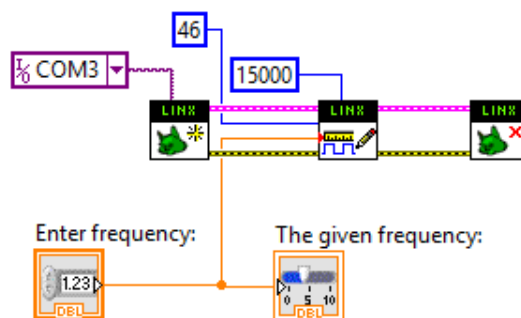 46
I/O COM3
15000
LINX LINX LINX
Enter frequency:
The given frequency:
1.23
0 5 10
DBL DBL